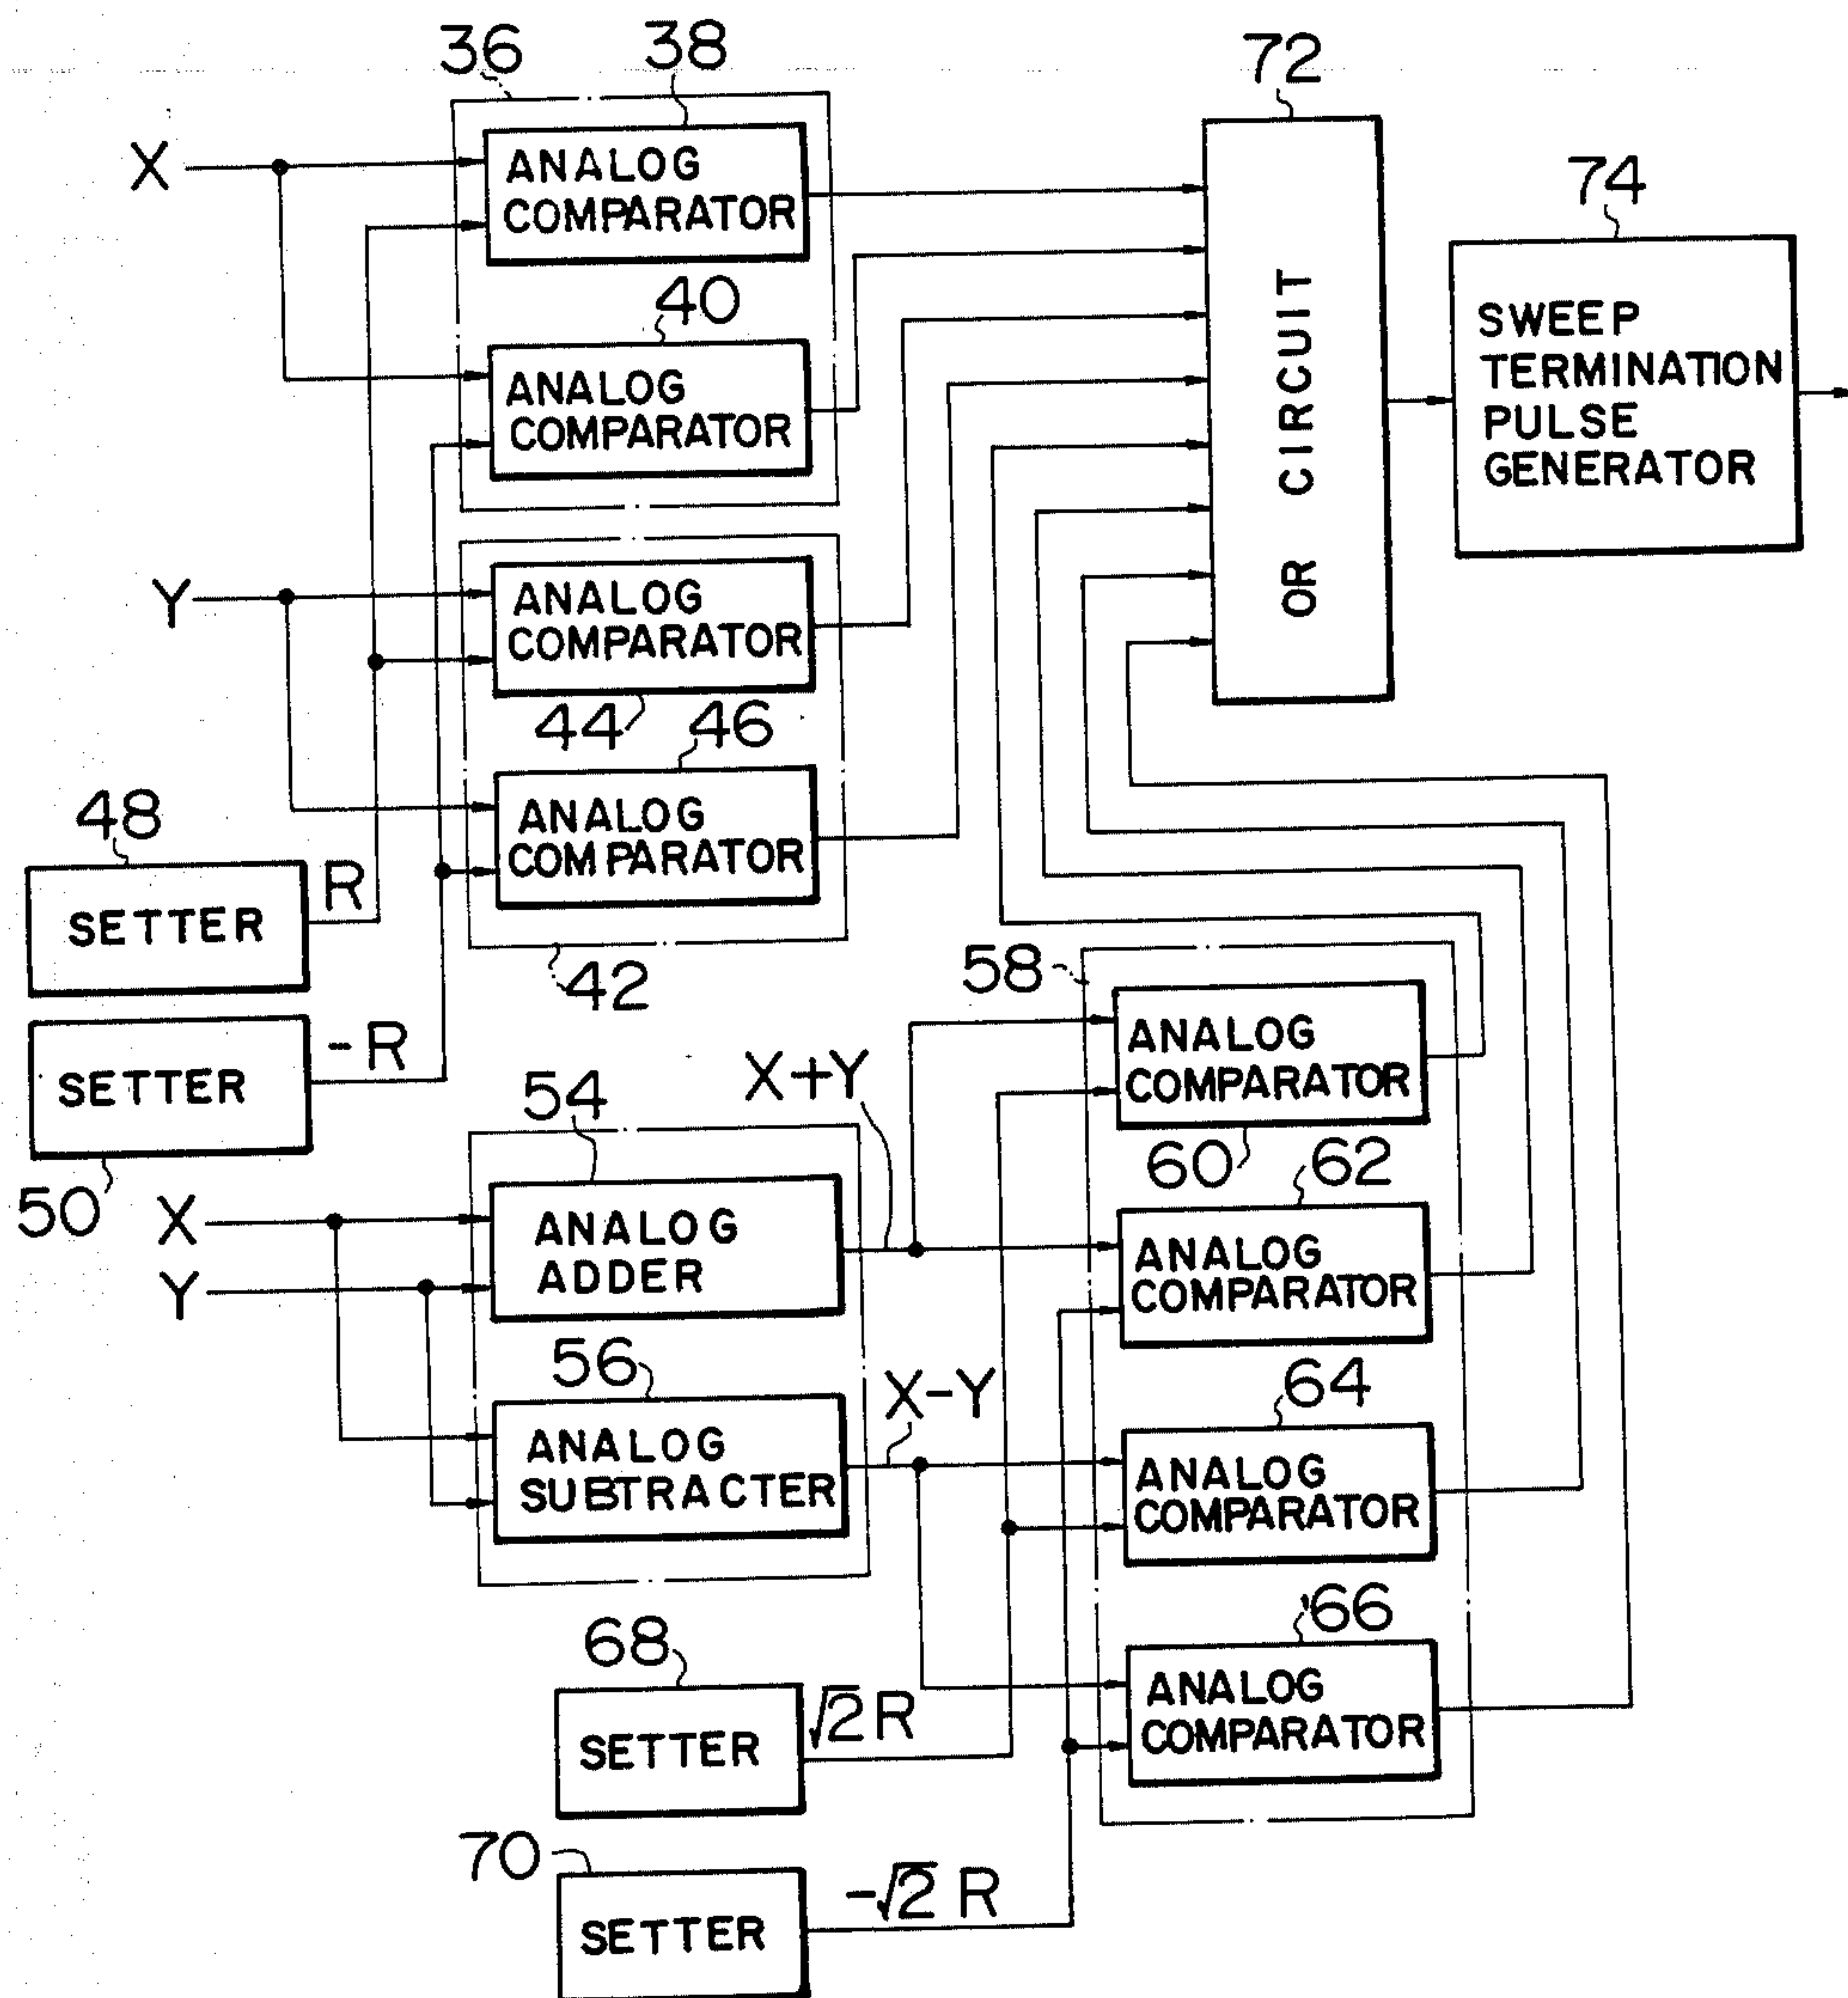 36
38
72
X
ANALOG
COMPARATOR
74
40
ANALOG
COMPARATOR
OR CIRCUIT
SWEEP
TERMINATION
PULSE
GENERATOR
Y
ANALOG
COMPARATOR
44
46
48
ANALOG
COMPARATOR
R
SETTER
42
58
-R
SETTER
50
ANALOG
COMPARATOR
60
X+Y
54
62
X
Y
ANALOG
ADDER
ANALOG
COMPARATOR
56
X-Y
64
ANALOG
SUBTRACTER
ANALOG
COMPARATOR
68
66
√2 R
SETTER
ANALOG
COMPARATOR
70
-√2 R
SETTER